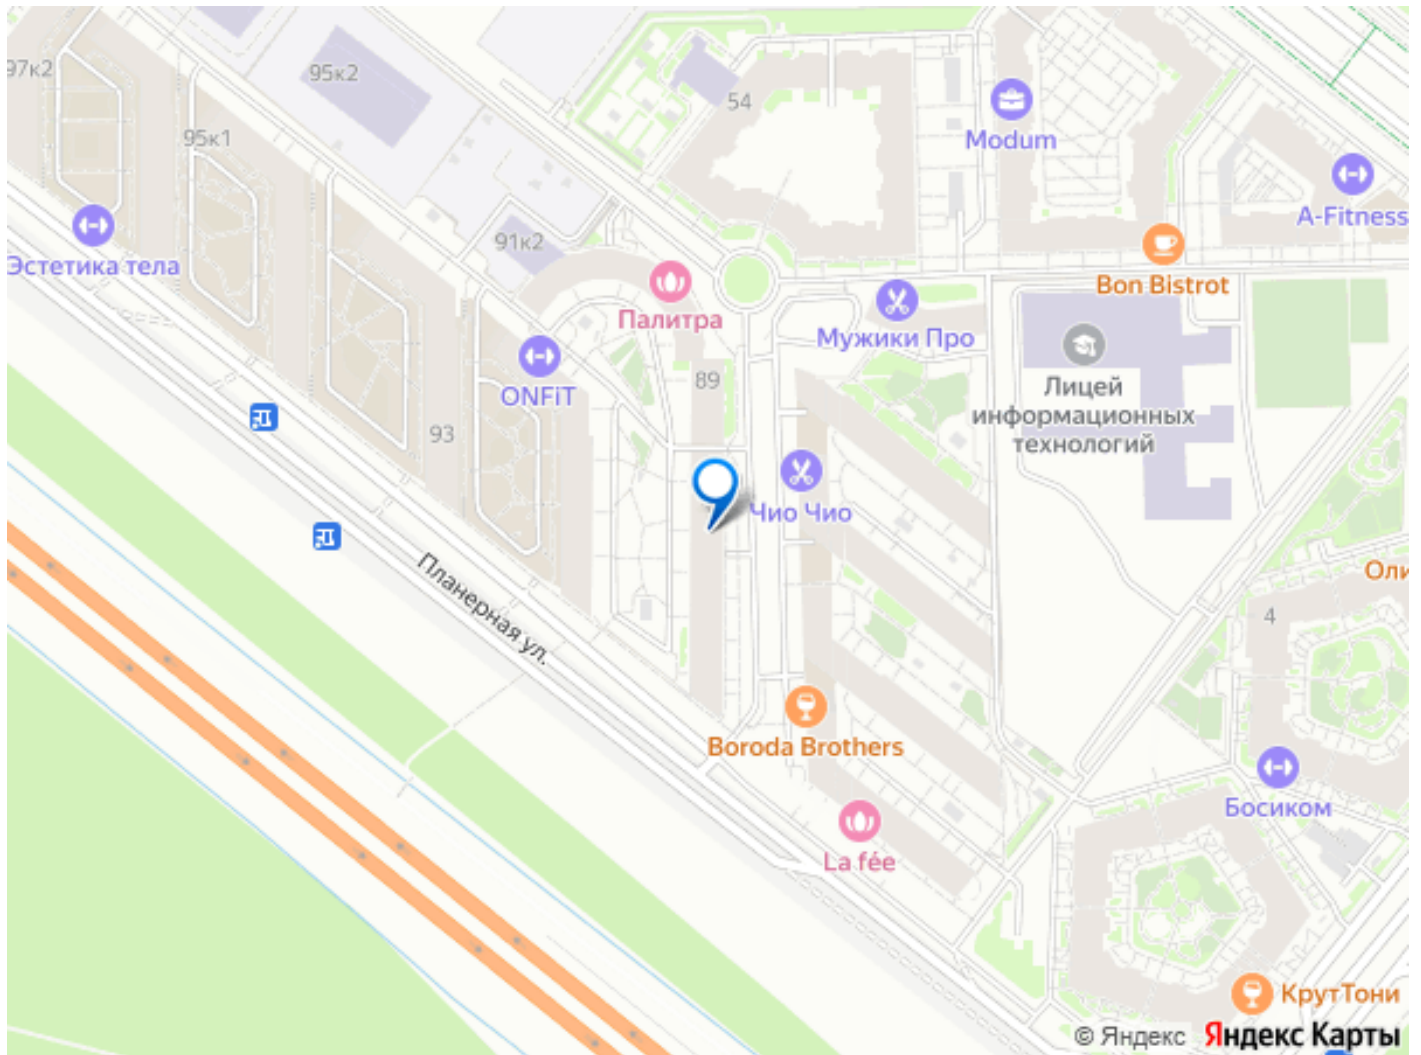 97к2
95к2
54
Modum
95к1
A-Fitness
Эстетика тела
91к2
Bon Bistrot
Палитра
Мужики Про
89
Лицей
информационных
технологий
ONFiT
93
Чио Чио
Планерная ул.
Оли
4
Boroda Brothers
Босиком
La fée
КрутТони
© Яндекс Яндекс Карты